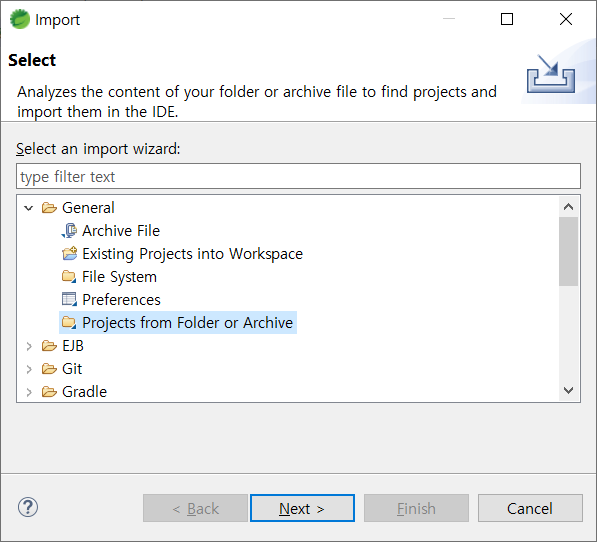 Import
Select
Analyzes the content of your folder or archive file to find projects and
import them in the IDE.
Select an import wizard:
type filter text
General
Archive File
Existing Projects into Workspace
File System
Preferences
Projects from Folder or Archive
EJB
Git
Gradle
?
< Back
Next >
Finish
Cancel